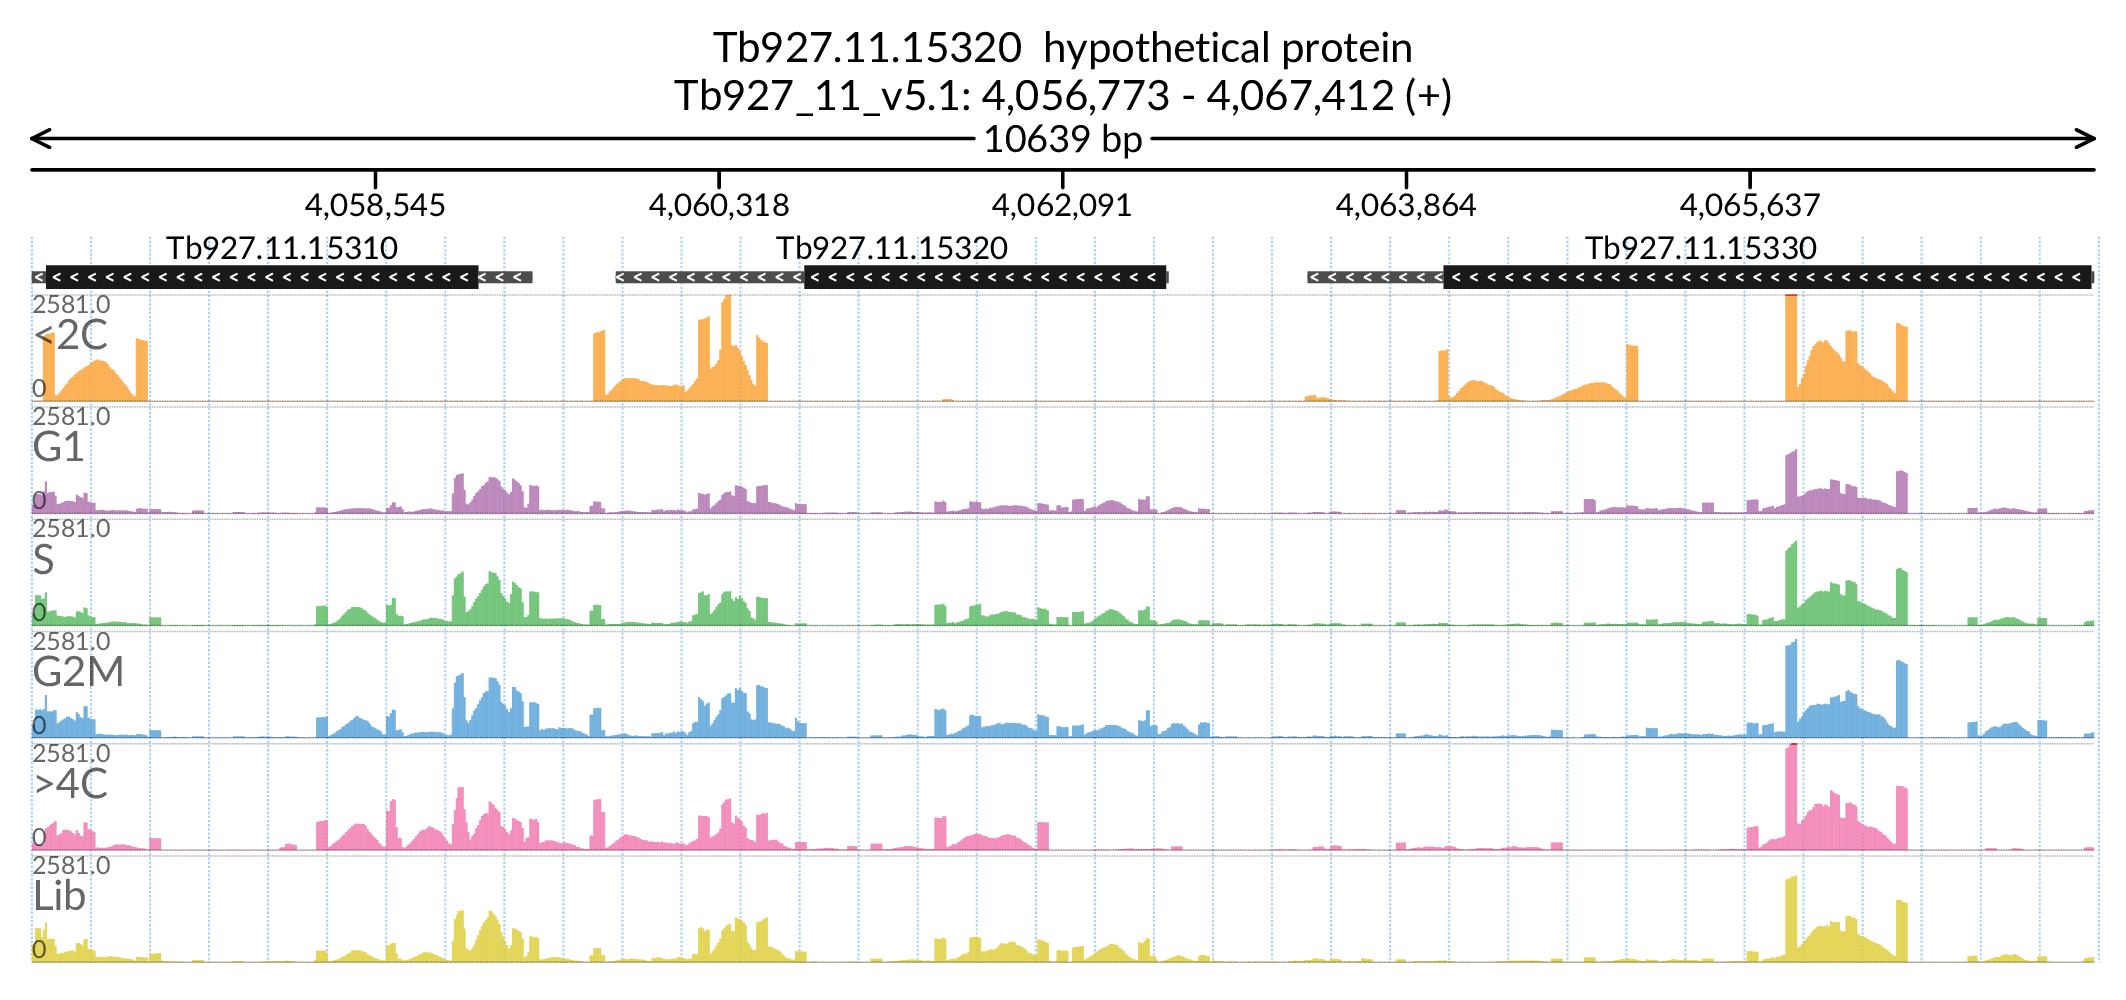 Tb927.11.15320 hypothetical protein
Tb927_11_v5.1: 4,056,773 - 4,067,412 (+)
10639 bp
4,058,545 4,060,318 4,062,091 4,063,864 4,065,637
Tb927.11.15310 Tb927.11.15320 Tb927.11.15330
2581.0
<2C
0
2581.0
G1
0
2581.0
S
0
2581.0
G2M
0
2581.0
>4C
0
2581.0
Lib
0